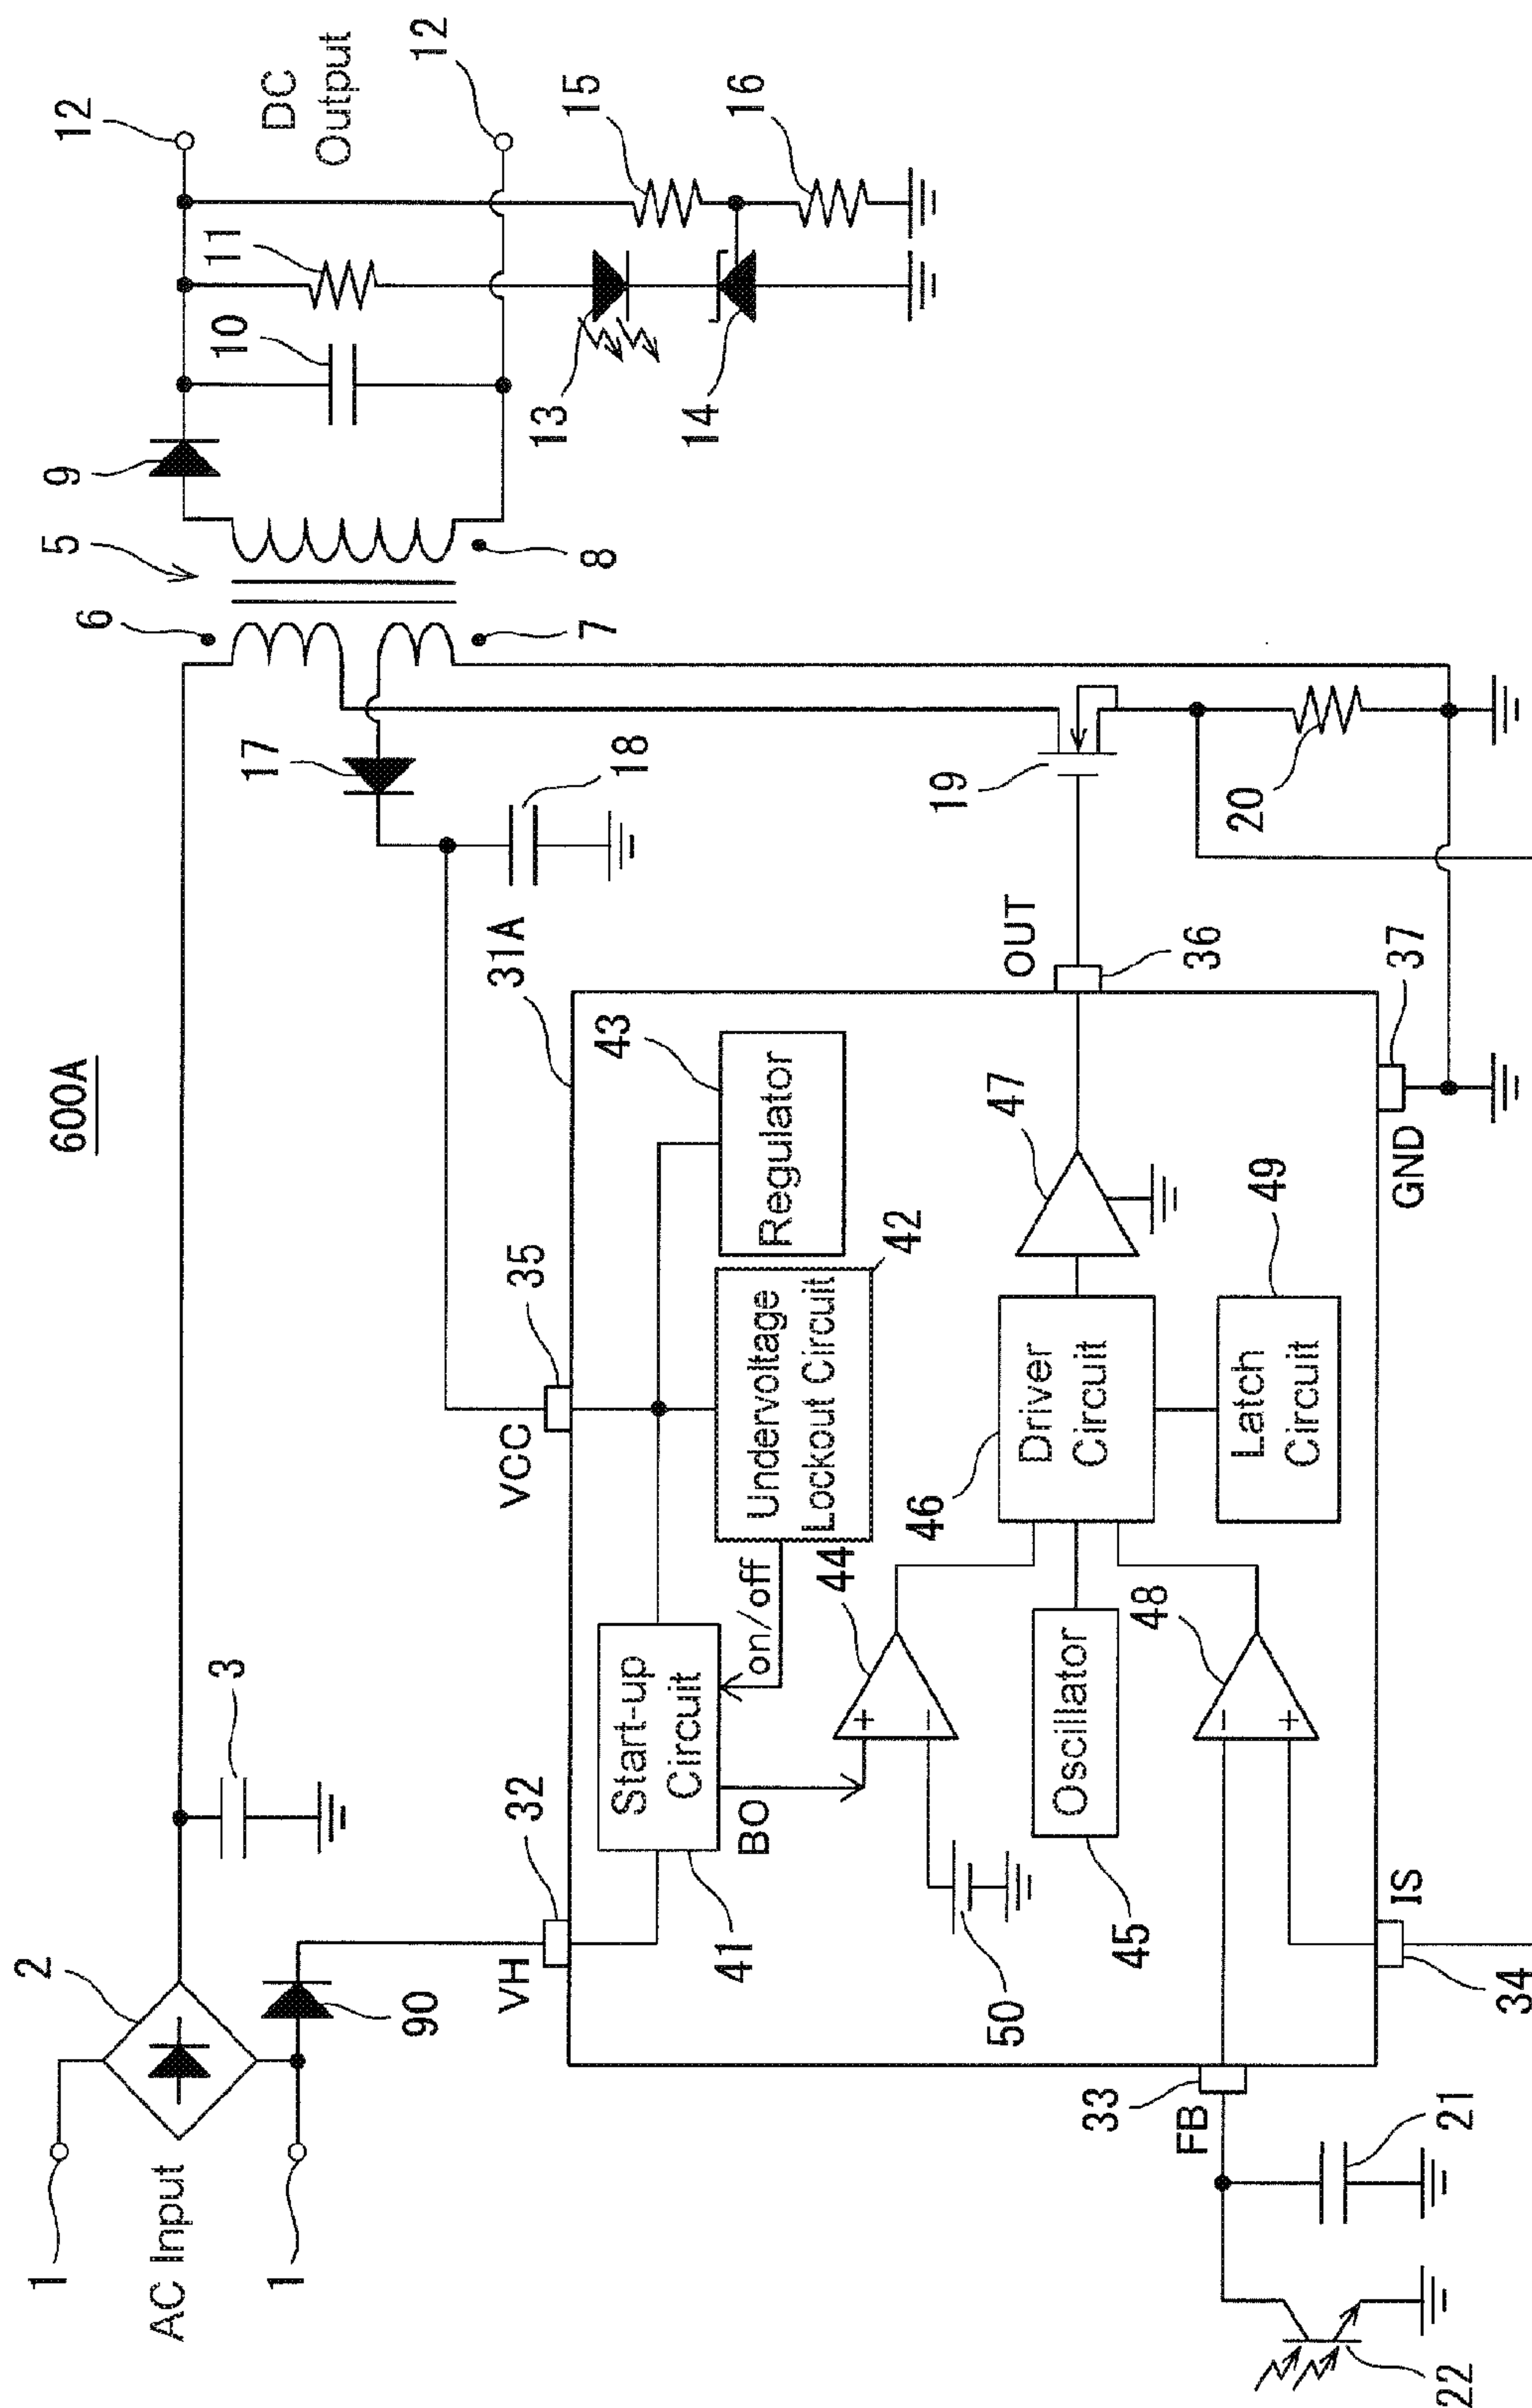 600A
1
AC Input
1
2
90
3
5
6
7
8
9
10
11
12
DC
Output
12
13
14
15
16
17
18
19
20
31A
VH
32
VCC
35
Start-up
Circuit
41
on/off
BO
Undervoltage
Lockout Circuit
42
Regulator
43
44
+
−
50
Oscillator
45
Driver
Circuit
46
47
OUT
36
48
−
+
Latch
Circuit
49
GND
37
33
FB
IS
34
21
22